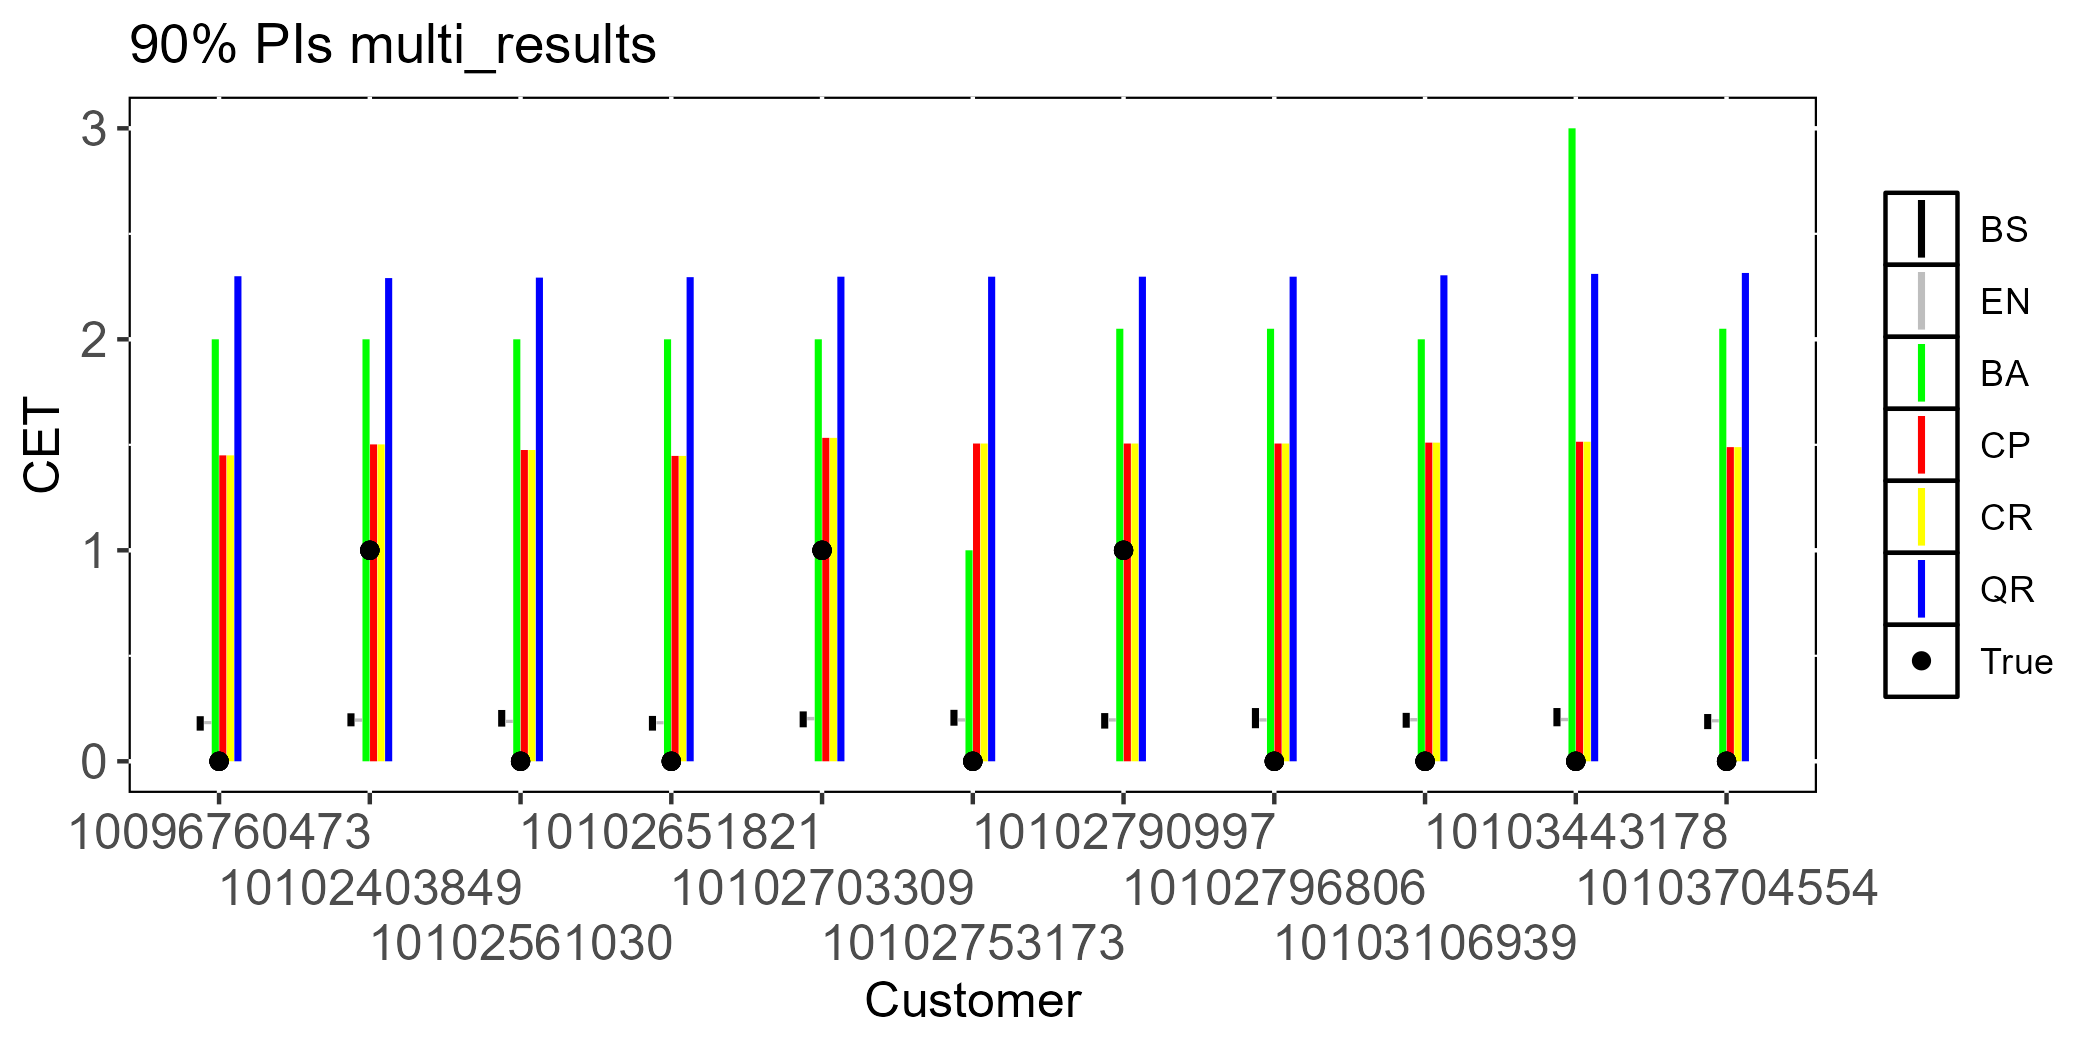 90% PIs multi_results
CET
3
2
1
0
10096760473
10102403849
10102561030
10102651821
10102703309
10102753173
10102790997
10102796806
10103106939
10103443178
10103704554
Customer
BS
EN
BA
CP
CR
QR
True